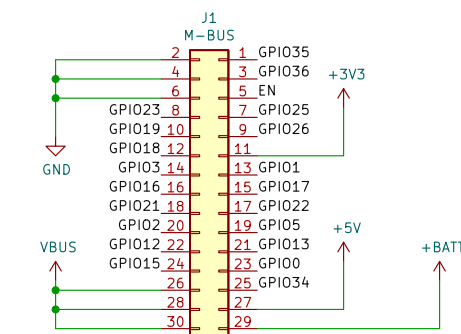 J1
M-BUS
2 1 GPIO35
4 3 GPIO36
+3V3
6 5 EN
GPIO23 8 7 GPIO25
GPIO19 10 9 GPIO26
GPIO18 12 11
GND
GPIO3 14 13 GPIO1
GPIO16 16 15 GPIO17
GPIO21 18 17 GPIO22
GPIO2 20 19 GPIO5
+5V
VBUS
GPIO12 22 21 GPIO13
+BATT
GPIO15 24 23 GPIO0
26 25 GPIO34
28 27
30 29